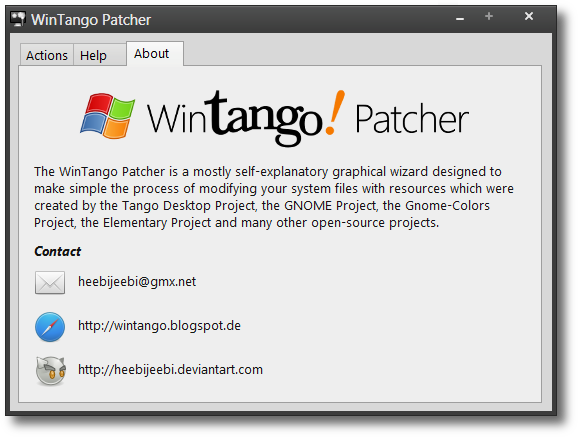 WinTango Patcher
Actions Help About
Wintango! Patcher
The WinTango Patcher is a mostly self-explanatory graphical wizard designed to
make simple the process of modifying your system files with resources which were
created by the Tango Desktop Project, the GNOME Project, the Gnome-Colors
Project, the Elementary Project and many other open-source projects.
Contact
heebijeebi@gmx.net
http://wintango.blogspot.de
http://heebijeebi.deviantart.com